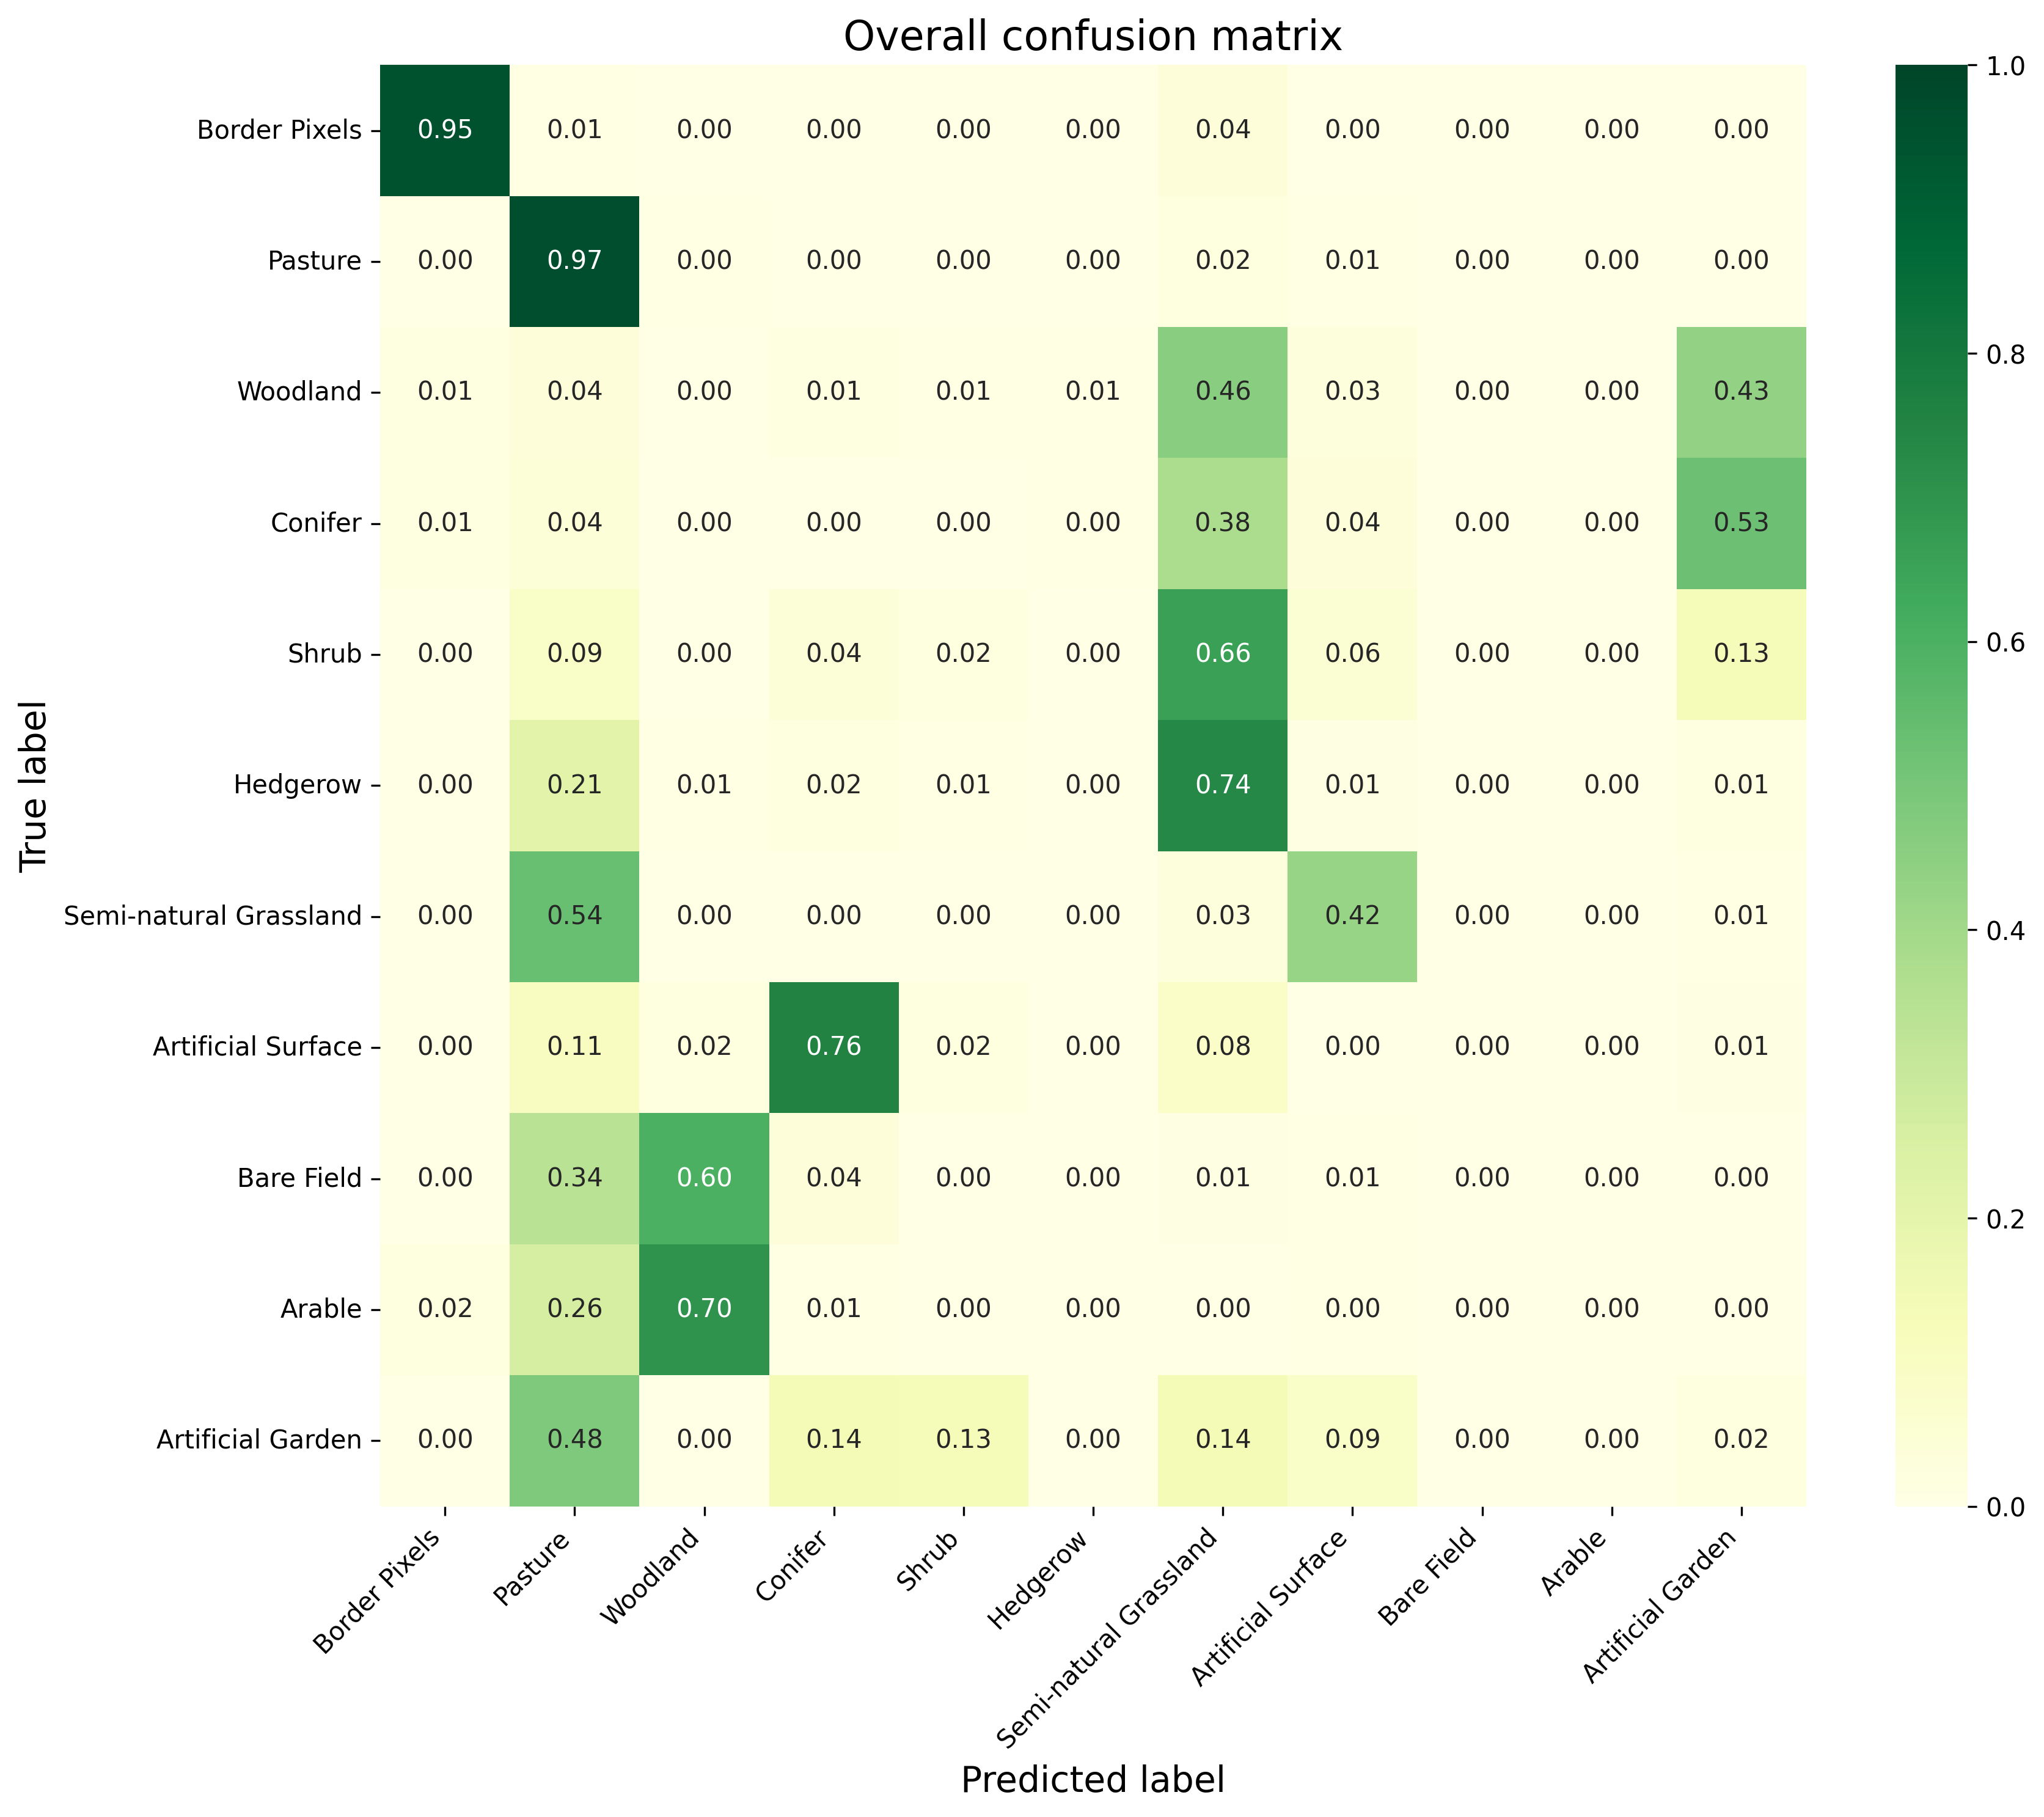 Overall confusion matrix
Border Pixels 0.95 0.01 0.00 0.00 0.00 0.00 0.04 0.00 0.00 0.00 0.00
Pasture 0.00 0.97 0.00 0.00 0.00 0.00 0.02 0.01 0.00 0.00 0.00
Woodland 0.01 0.04 0.00 0.01 0.01 0.01 0.46 0.03 0.00 0.00 0.43
Conifer 0.01 0.04 0.00 0.00 0.00 0.00 0.38 0.04 0.00 0.00 0.53
Shrub 0.00 0.09 0.00 0.04 0.02 0.00 0.66 0.06 0.00 0.00 0.13
Hedgerow 0.00 0.21 0.01 0.02 0.01 0.00 0.74 0.01 0.00 0.00 0.01
Semi-natural Grassland 0.00 0.54 0.00 0.00 0.00 0.00 0.03 0.42 0.00 0.00 0.01
Artificial Surface 0.00 0.11 0.02 0.76 0.02 0.00 0.08 0.00 0.00 0.00 0.01
Bare Field 0.00 0.34 0.60 0.04 0.00 0.00 0.01 0.01 0.00 0.00 0.00
Arable 0.02 0.26 0.70 0.01 0.00 0.00 0.00 0.00 0.00 0.00 0.00
Artificial Garden 0.00 0.48 0.00 0.14 0.13 0.00 0.14 0.09 0.00 0.00 0.02
True label
Border Pixels
Pasture
Woodland
Conifer
Shrub
Hedgerow
Semi-natural Grassland
Artificial Surface
Bare Field
Arable
Artificial Garden
Predicted label
1.0
0.8
0.6
0.4
0.2
0.0